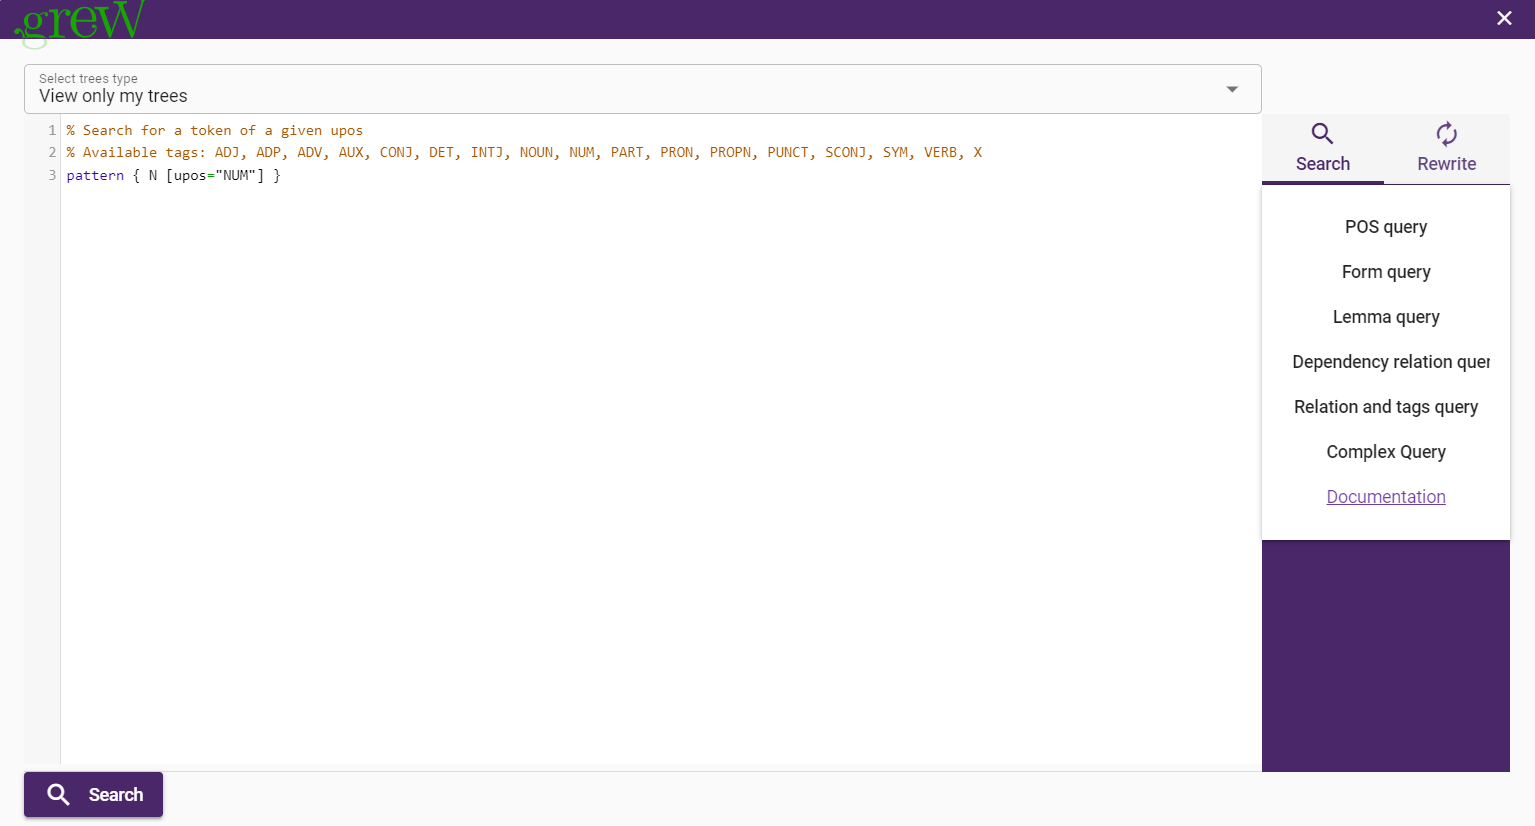 .grew
Select trees type
View only my trees
1 % Search for a token of a given upos
2 % Available tags: ADJ, ADP, ADV, AUX, CONJ, DET, INTJ, NOUN, NUM, PART, PRON, PROPN, PUNCT, SCONJ, SYM, VERB, X
3 pattern { N [upos="NUM"] }
Search
Rewrite
POS query
Form query
Lemma query
Dependency relation quer
Relation and tags query
Complex Query
Documentation
Search